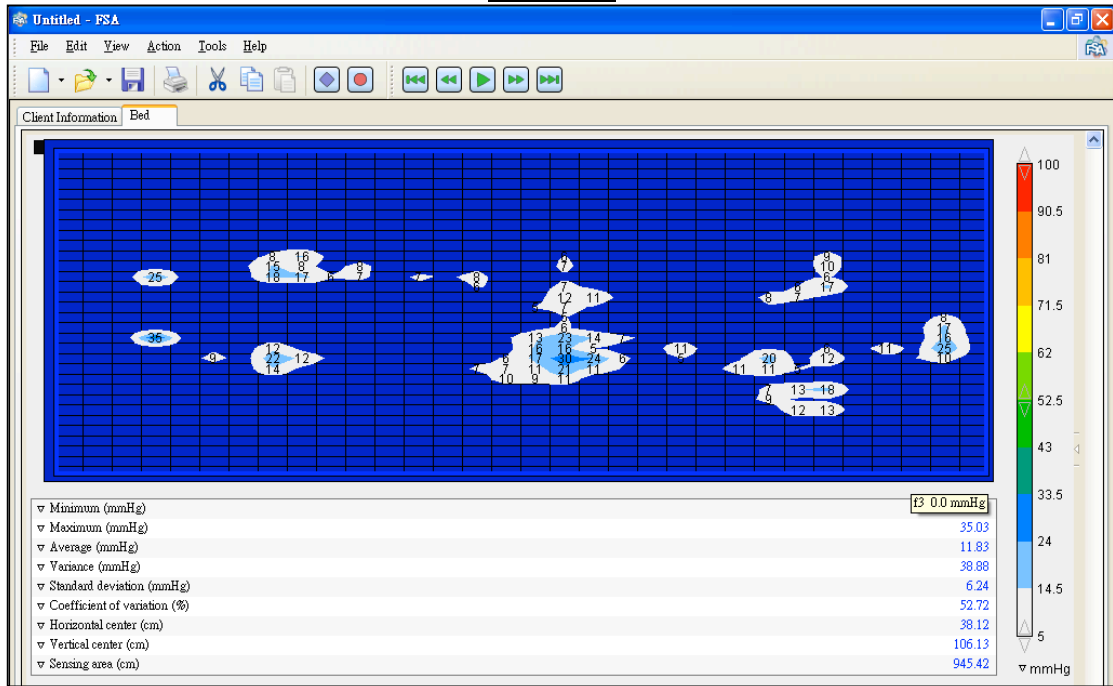 Untitled - FSA
File Edit View Action Tools Help
FSA
Client Information Bed
100
90.5
81
71.5
62
52.5
43
33.5
24
14.5
5
mmHg
9
8 16 6 10
15 8 8 7
25 18 17 6 7 7 8 6 17
6 7 6
12 11 8 7
7
5 8
6 17
35 13 23 14 7 16
12 16 16 5 11 6 11 25
9 22 12 6 17 30 24 6 5 20 12 10
14 7 7 11 21 11 11 11
10 9 11
7 13 18
9
12 13
f3 0.0 mmHg
Minimum (mmHg)
Maximum (mmHg) 35.03
Average (mmHg) 11.83
Variance (mmHg) 38.88
Standard deviation (mmHg) 6.24
Coefficient of variation (%) 52.72
Horizontal center (cm) 38.12
Vertical center (cm) 106.13
Sensing area (cm) 945.42